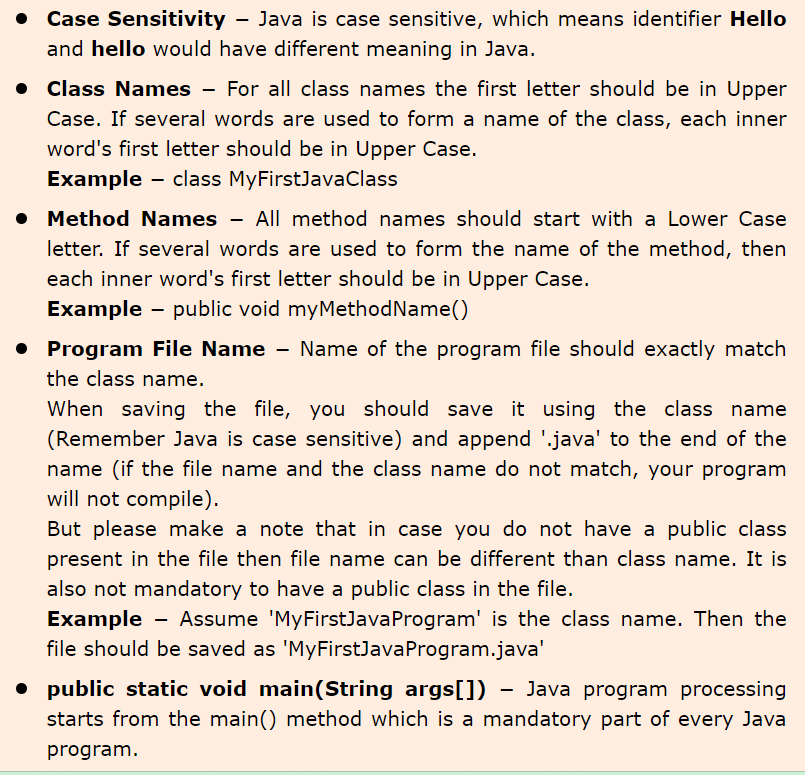 ● Case Sensitivity – Java is case sensitive, which means identifier Hello
and hello would have different meaning in Java.
● Class Names – For all class names the first letter should be in Upper
Case. If several words are used to form a name of the class, each inner
word's first letter should be in Upper Case.
Example – class MyFirstJavaClass
● Method Names – All method names should start with a Lower Case
letter. If several words are used to form the name of the method, then
each inner word's first letter should be in Upper Case.
Example – public void myMethodName()
● Program File Name – Name of the program file should exactly match
the class name.
When saving the file, you should save it using the class name
(Remember Java is case sensitive) and append '.java' to the end of the
name (if the file name and the class name do not match, your program
will not compile).
But please make a note that in case you do not have a public class
present in the file then file name can be different than class name. It is
also not mandatory to have a public class in the file.
Example – Assume 'MyFirstJavaProgram' is the class name. Then the
file should be saved as 'MyFirstJavaProgram.java'
● public static void main(String args[]) – Java program processing
starts from the main() method which is a mandatory part of every Java
program.